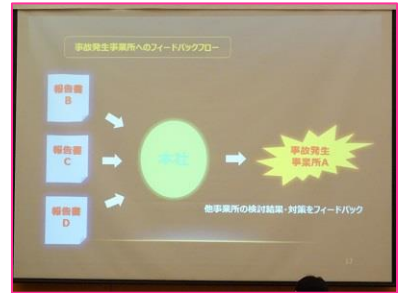 事故発生事業所へのフィードバックフロー
報告書
B
報告書
C
報告書
D
本社
事故発生
事業所A
他事業所の検討結果・対策をフィードバック
17